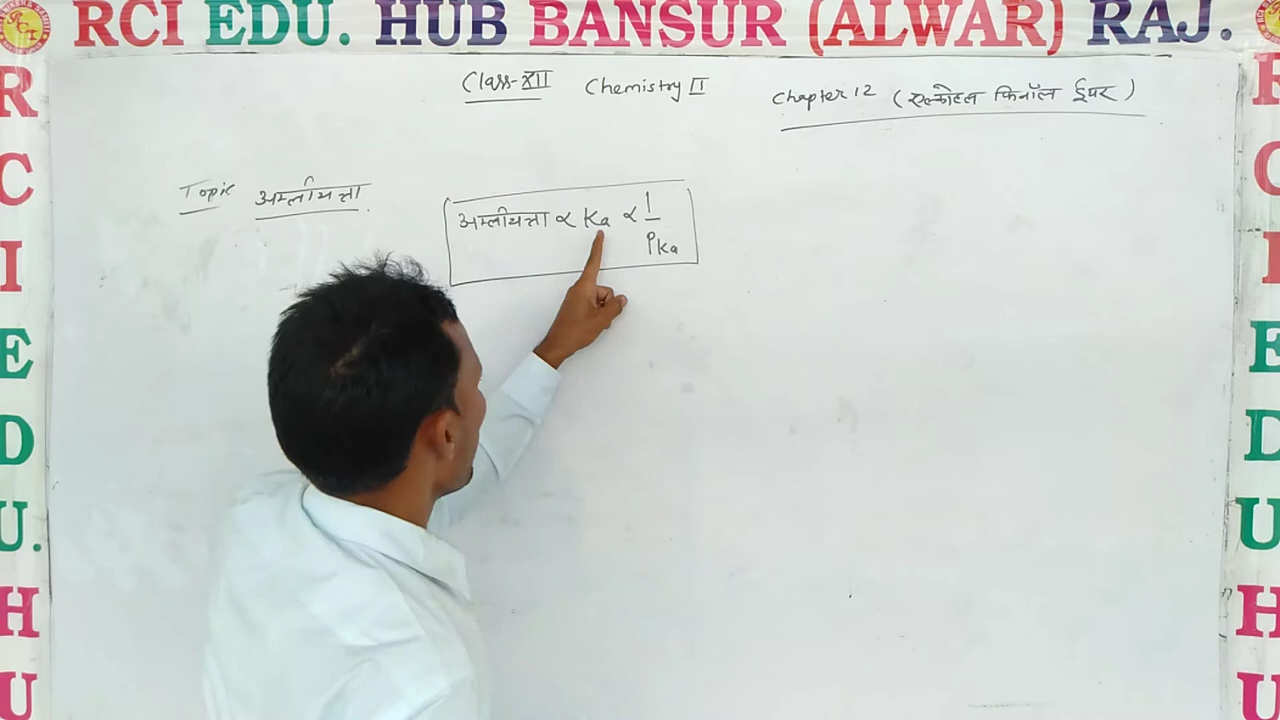 RCI EDU. HUB BANSUR (ALWAR) RAJ.
Class-XII Chemistry II Chapter 12 (एल्कोहल फिनॉल ईथर)
Topic अम्लीयता
अम्लीयता ∝ Ka ∝ 1/PKa
R
C
I
E
D
U.
H
U
R
C
I
E
D
U
H
U